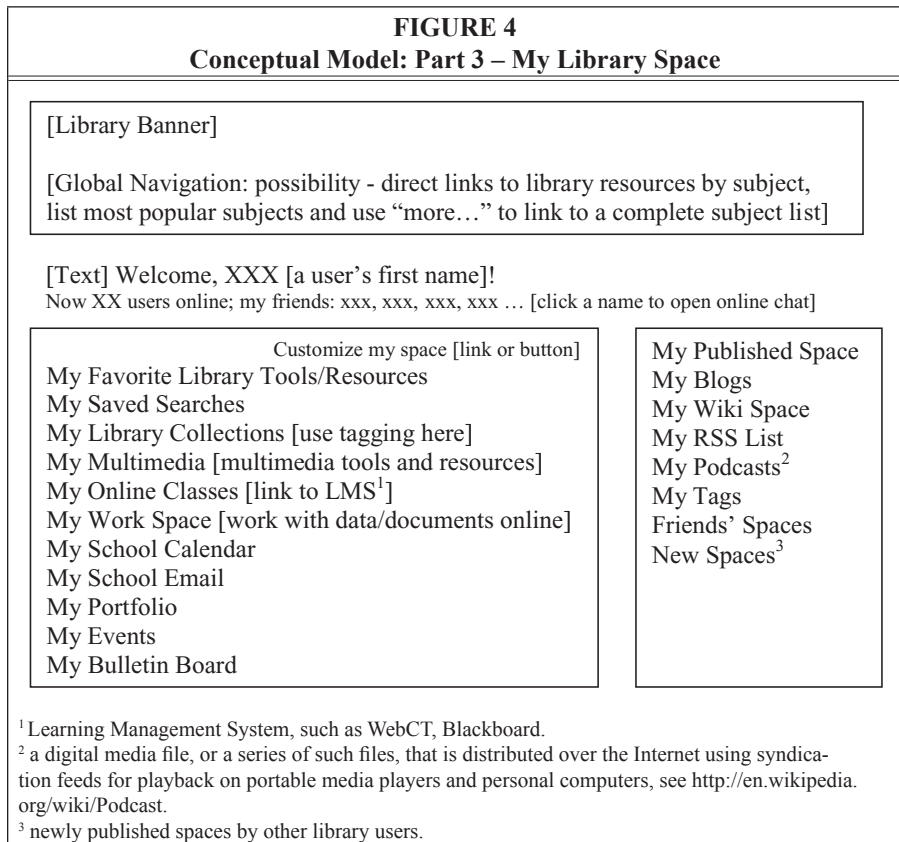 FIGURE 4
Conceptual Model: Part 3 – My Library Space
[Library Banner]
[Global Navigation: possibility - direct links to library resources by subject,
list most popular subjects and use “more…” to link to a complete subject list]
[Text] Welcome, XXX [a user’s first name]!
Now XX users online; my friends: xxx, xxx, xxx, xxx … [click a name to open online chat]
Customize my space [link or button]
My Favorite Library Tools/Resources
My Saved Searches
My Library Collections [use tagging here]
My Multimedia [multimedia tools and resources]
My Online Classes [link to LMS¹]
My Work Space [work with data/documents online]
My School Calendar
My School Email
My Portfolio
My Events
My Bulletin Board
My Published Space
My Blogs
My Wiki Space
My RSS List
My Podcasts²
My Tags
Friends’ Spaces
New Spaces³
¹ Learning Management System, such as WebCT, Blackboard.
² a digital media file, or a series of such files, that is distributed over the Internet using syndica-
tion feeds for playback on portable media players and personal computers, see http://en.wikipedia.
org/wiki/Podcast.
³ newly published spaces by other library users.